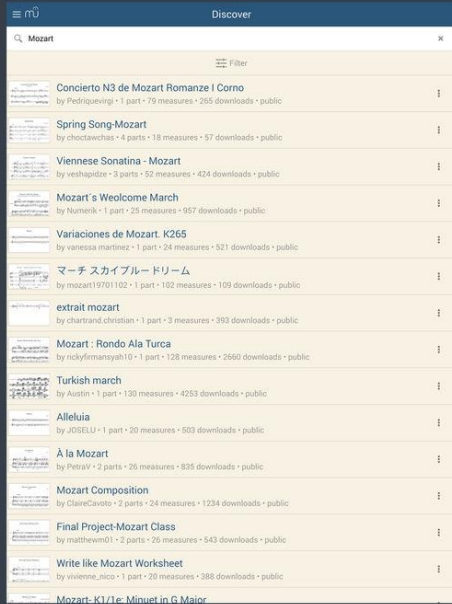 mu
Discover
Mozart
Filter
Concierto N3 de Mozart Romanze I Corno
by Pedriquevirgi • 1 part • 79 measures • 265 downloads • public
Spring Song-Mozart
by choctawchas • 4 parts • 18 measures • 57 downloads • public
Viennese Sonatina - Mozart
by veshapidze • 3 parts • 52 measures • 424 downloads • public
Mozart´s Weolcome March
by Numerik • 1 part • 25 measures • 957 downloads • public
Variaciones de Mozart. K265
by vanessa martinez • 1 part • 24 measures • 521 downloads • public
マーチ スカイブルードリーム
by mozart19701102 • 1 part • 102 measures • 109 downloads • public
extrait mozart
by chartrand.christian • 1 part • 3 measures • 393 downloads • public
Mozart : Rondo Ala Turca
by rickyfirmansyah10 • 1 part • 128 measures • 2660 downloads • public
Turkish march
by Austin • 1 part • 130 measures • 4253 downloads • public
Alleluia
by JOSELU • 1 part • 20 measures • 503 downloads • public
À la Mozart
by PetraV • 2 parts • 26 measures • 835 downloads • public
Mozart Composition
by ClaireCavoto • 2 parts • 24 measures • 1234 downloads • public
Final Project-Mozart Class
by matthewm01 • 2 parts • 26 measures • 543 downloads • public
Write like Mozart Worksheet
by vivienne_nico • 1 part • 20 measures • 388 downloads • public
Mozart- K1/1e: Minuet in G Major